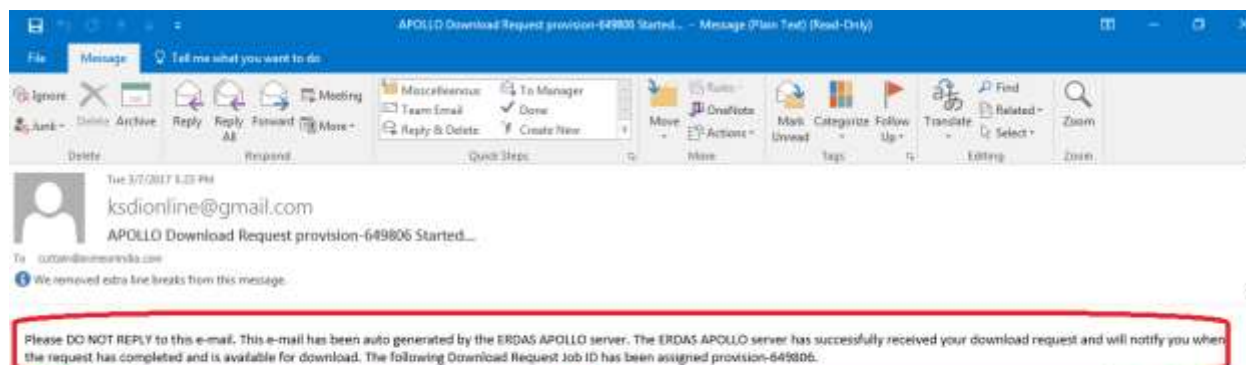 APOLLO Download Request provision-649806 Started... - Message (Plain Text) (Read-Only)
File Message Tell me what you want to do
Ignore Meeting Miscellaneous To Manager Rules Find
Delete Archive Reply Reply Forward Team Email Done Move OneNote Mark Categorize Follow Translate Related Zoom
Junk All More Reply & Delete Create New Actions Unread Up Select
Delete Respond Quick Steps Move Tags Editing Zoom
Tue 3/7/2017
ksdionline@gmail.com
APOLLO Download Request provision-649806 Started...
To
We removed extra line breaks from this message.
Please DO NOT REPLY to this e-mail. This e-mail has been auto generated by the ERDAS APOLLO server. The ERDAS APOLLO server has successfully received your download request and will notify you when
the request has completed and is available for download. The following Download Request Job ID has been assigned provision-649806.